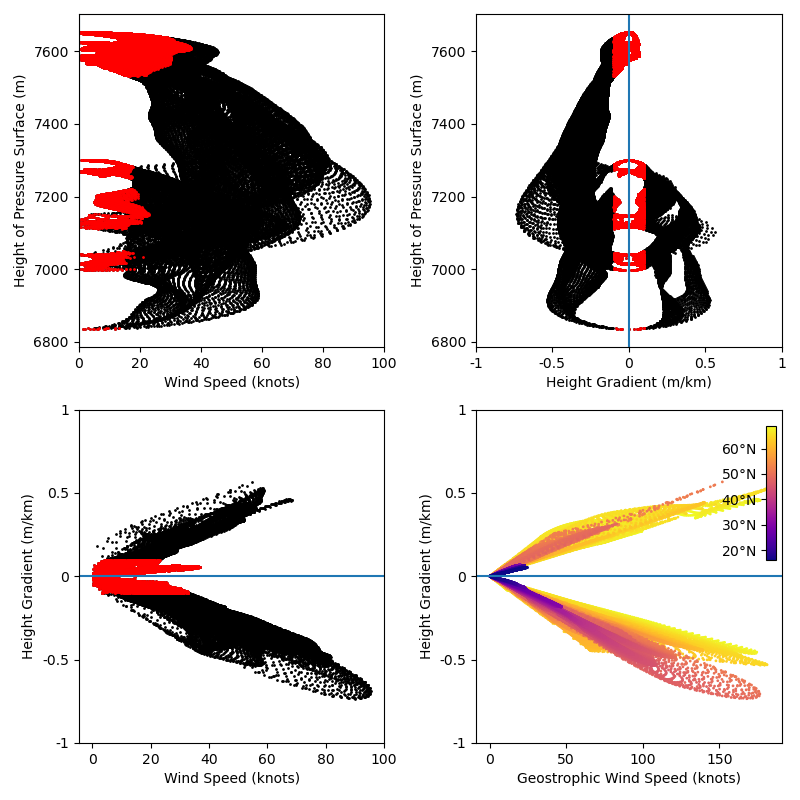 7600
7400
7200
7000
6800
Height of Pressure Surface (m)
0 20 40 60 80 100
Wind Speed (knots)
7600
7400
7200
7000
6800
Height of Pressure Surface (m)
-1 -0.5 0 0.5 1
Height Gradient (m/km)
1
0.5
0
-0.5
-1
Height Gradient (m/km)
0 20 40 60 80 100
Wind Speed (knots)
1
0.5
0
-0.5
-1
Height Gradient (m/km)
60°N
50°N
40°N
30°N
20°N
0 50 100 150
Geostrophic Wind Speed (knots)